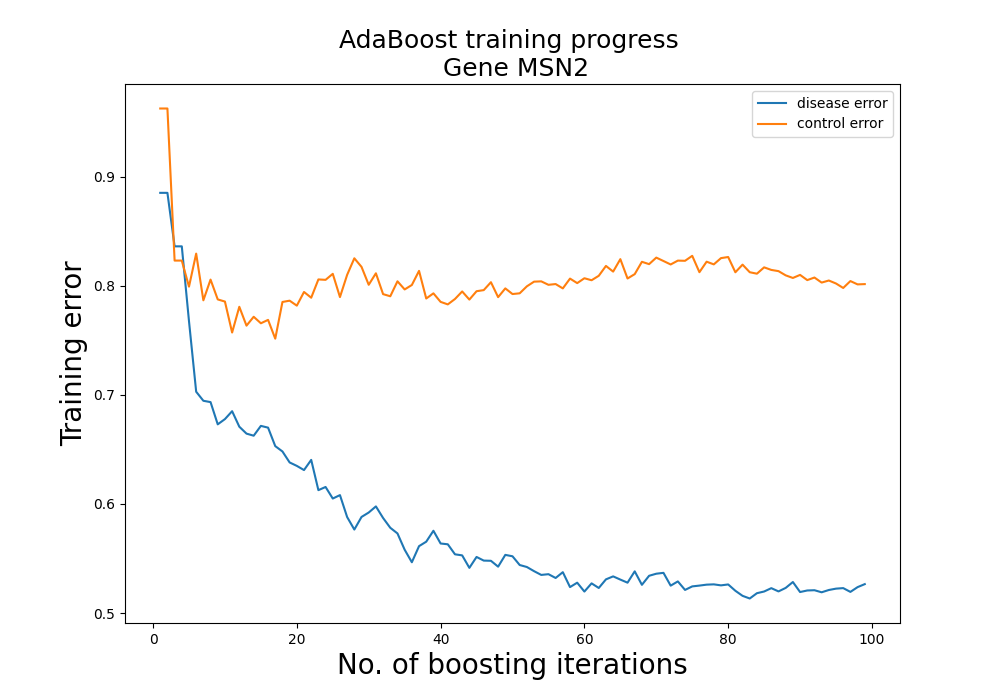 AdaBoost training progress
Gene MSN2
disease error
control error
Training error
0.9
0.8
0.7
0.6
0.5
0
20
40
60
80
100
No. of boosting iterations